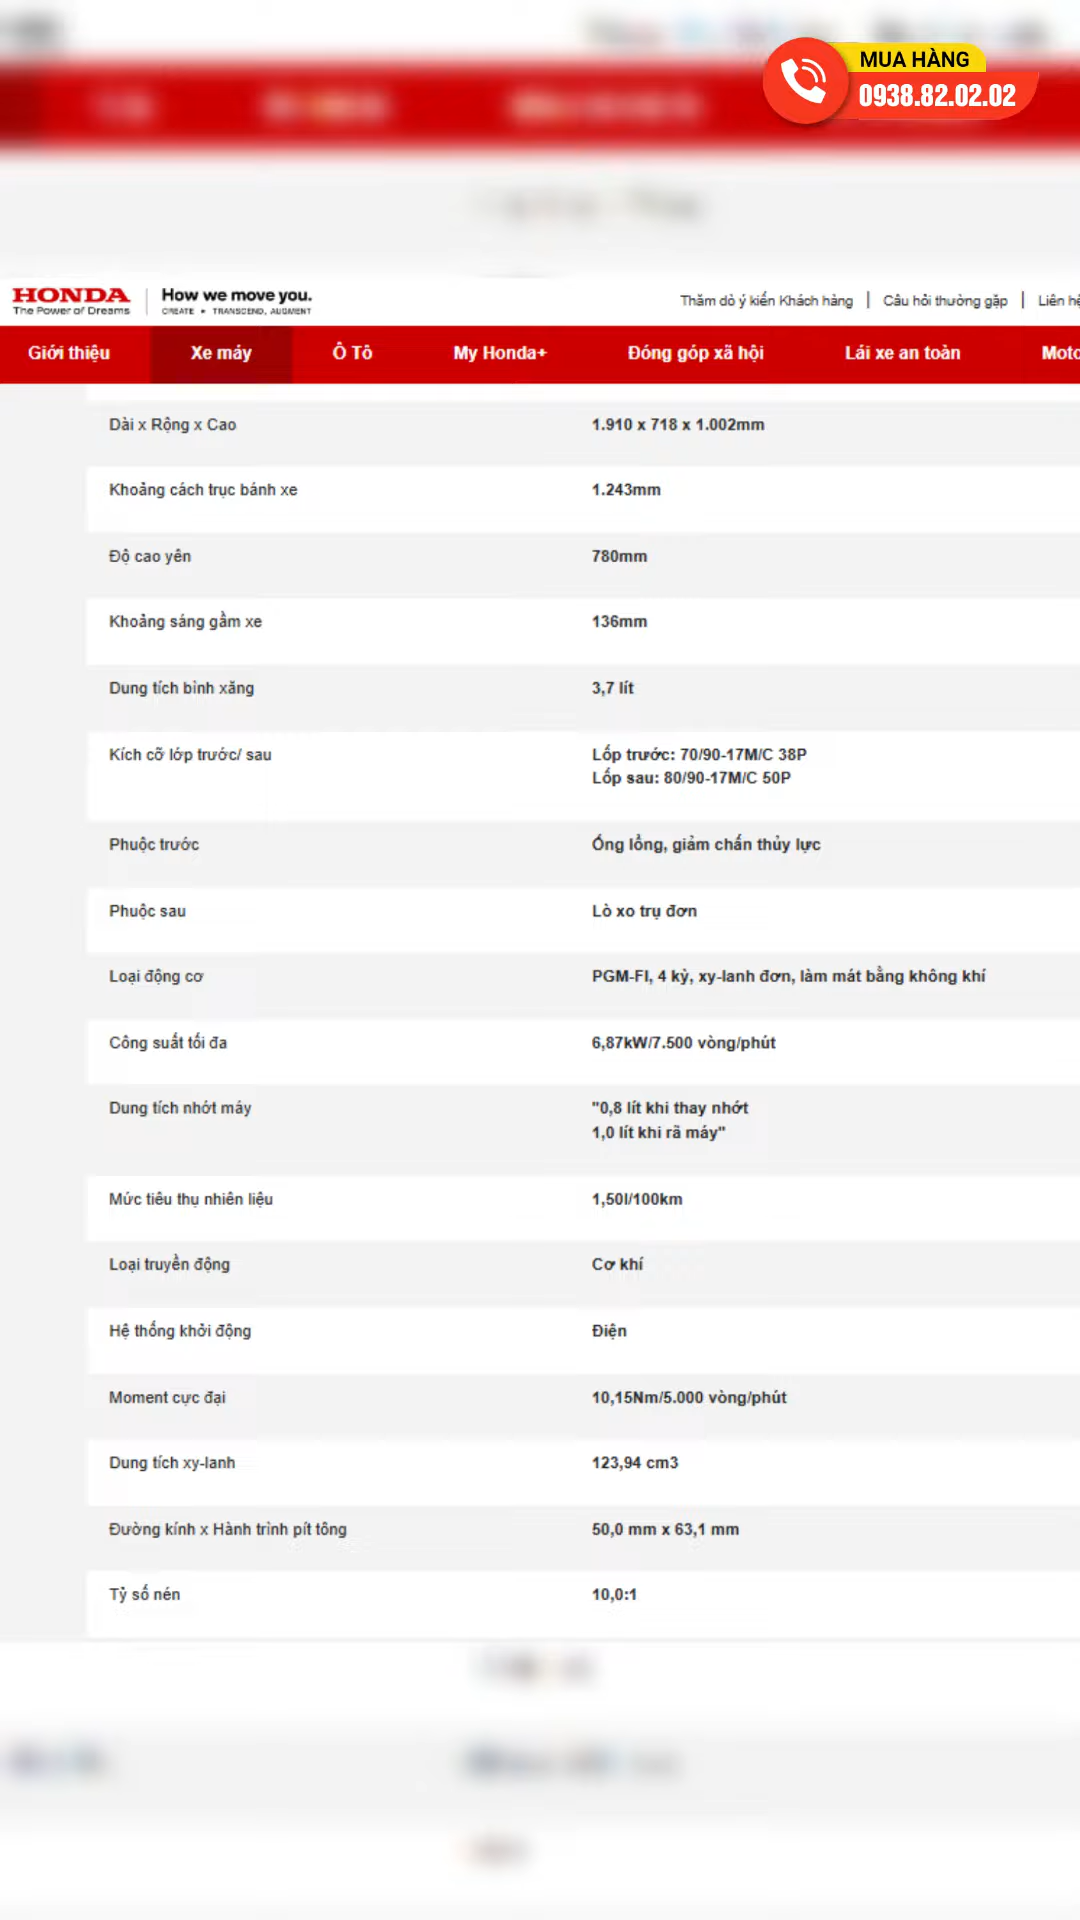 MUA HÀNG
0938.82.02.02
HONDA
The Power of Dreams
How we move you.
CREATE ▸ TRANSCEND, AUGMENT
Thăm dò ý kiến Khách hàng | Câu hỏi thường gặp | Liên hệ
Giới thiệu Xe máy Ô Tô My Honda+ Đóng góp xã hội Lái xe an toàn Moto
Dài x Rộng x Cao 1.910 x 718 x 1.002mm
Khoảng cách trục bánh xe 1.243mm
Độ cao yên 780mm
Khoảng sáng gầm xe 136mm
Dung tích bình xăng 3,7 lít
Kích cỡ lớp trước/ sau Lốp trước: 70/90-17M/C 38P
Lốp sau: 80/90-17M/C 50P
Phuộc trước Ống lồng, giảm chấn thủy lực
Phuộc sau Lò xo trụ đơn
Loại động cơ PGM-FI, 4 kỳ, xy-lanh đơn, làm mát bằng không khí
Công suất tối đa 6,87kW/7.500 vòng/phút
Dung tích nhớt máy "0,8 lít khi thay nhớt
1,0 lít khi rã máy"
Mức tiêu thụ nhiên liệu 1,50l/100km
Loại truyền động Cơ khí
Hệ thống khởi động Điện
Moment cực đại 10,15Nm/5.000 vòng/phút
Dung tích xy-lanh 123,94 cm3
Đường kính x Hành trình pít tông 50,0 mm x 63,1 mm
Tỷ số nén 10,0:1